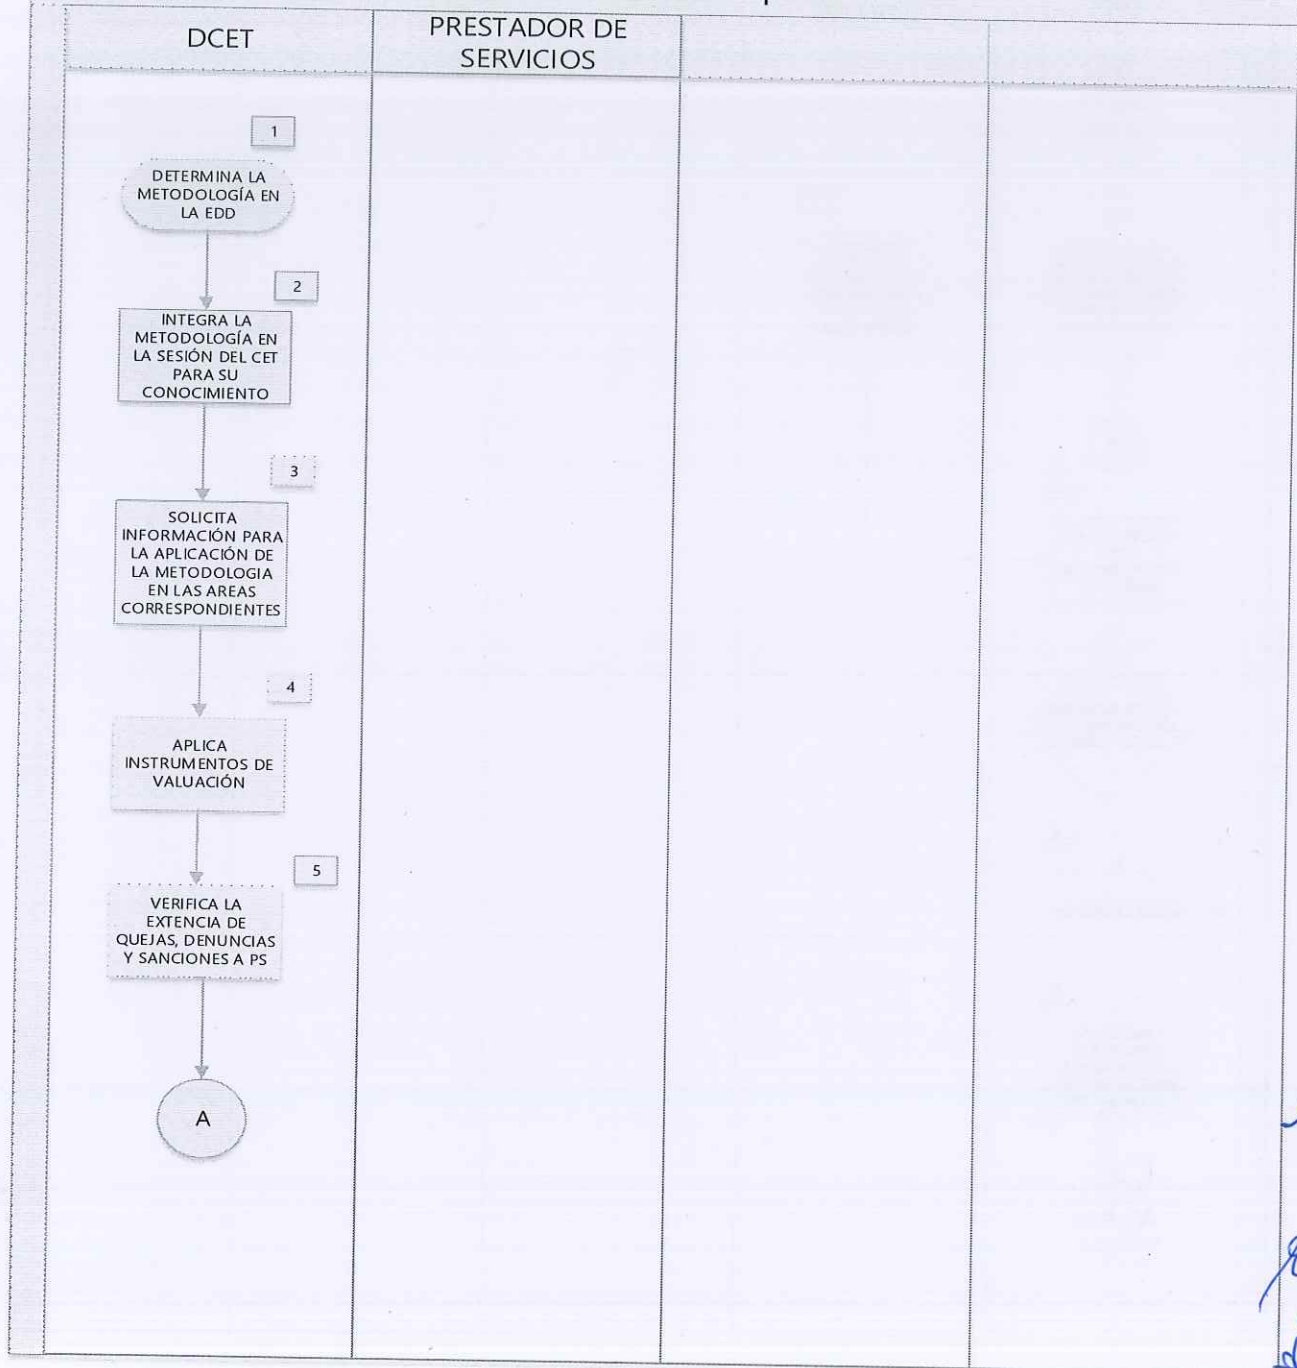 DCET
PRESTADOR DE
SERVICIOS
1
DETERMINA LA
METODOLOGÍA EN
LA EDD
2
INTEGRA LA
METODOLOGÍA EN
LA SESIÓN DEL CET
PARA SU
CONOCIMIENTO
3
SOLICITA
INFORMACIÓN PARA
LA APLICACIÓN DE
LA METODOLOGIA
EN LAS AREAS
CORRESPONDIENTES
4
APLICA
INSTRUMENTOS DE
VALUACIÓN
5
VERIFICA LA
EXTENCIA DE
QUEJAS, DENUNCIAS
Y SANCIONES A PS
A